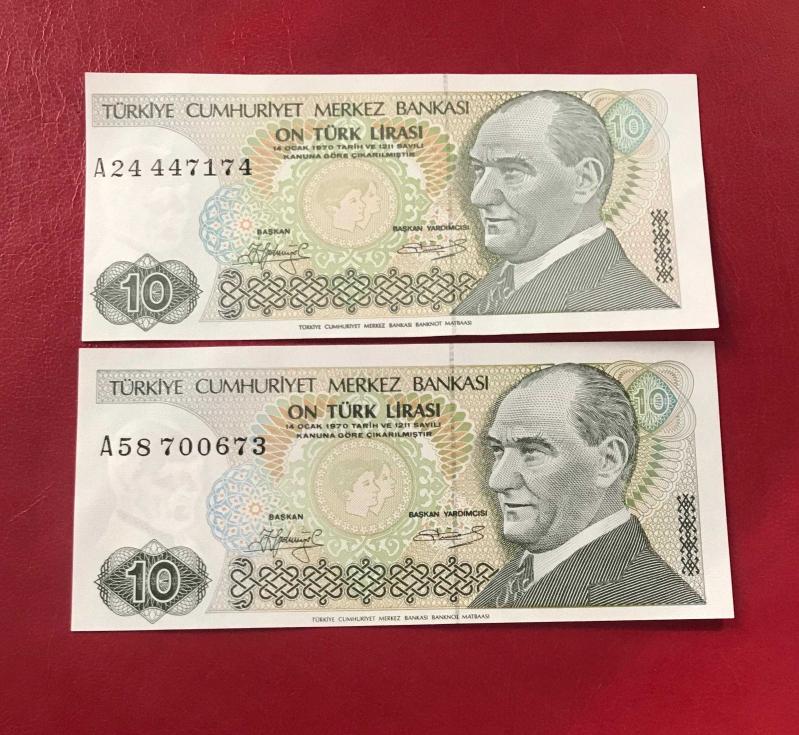 TÜRKİYE CUMHURİYET MERKEZ BANKASI
10
ON TÜRK LİRASI
14 OCAK 1970 TARİH VE 1211 SAYILI
KANUNA GÖRE ÇIKARILMIŞTIR
A24 447174
BAŞKAN
BAŞKAN YARDIMCISI
10
TÜRKİYE CUMHURİYET MERKEZ BANKASI BANKNOT MATBAASI
TÜRKİYE CUMHURİYET MERKEZ BANKASI
10
ON TÜRK LİRASI
14 OCAK 1970 TARİH VE 1211 SAYILI
KANUNA GÖRE ÇIKARILMIŞTIR
A58 700673
BAŞKAN
BAŞKAN YARDIMCISI
10
TÜRKİYE CUMHURİYET MERKEZ BANKASI BANKNOT MATBAASI